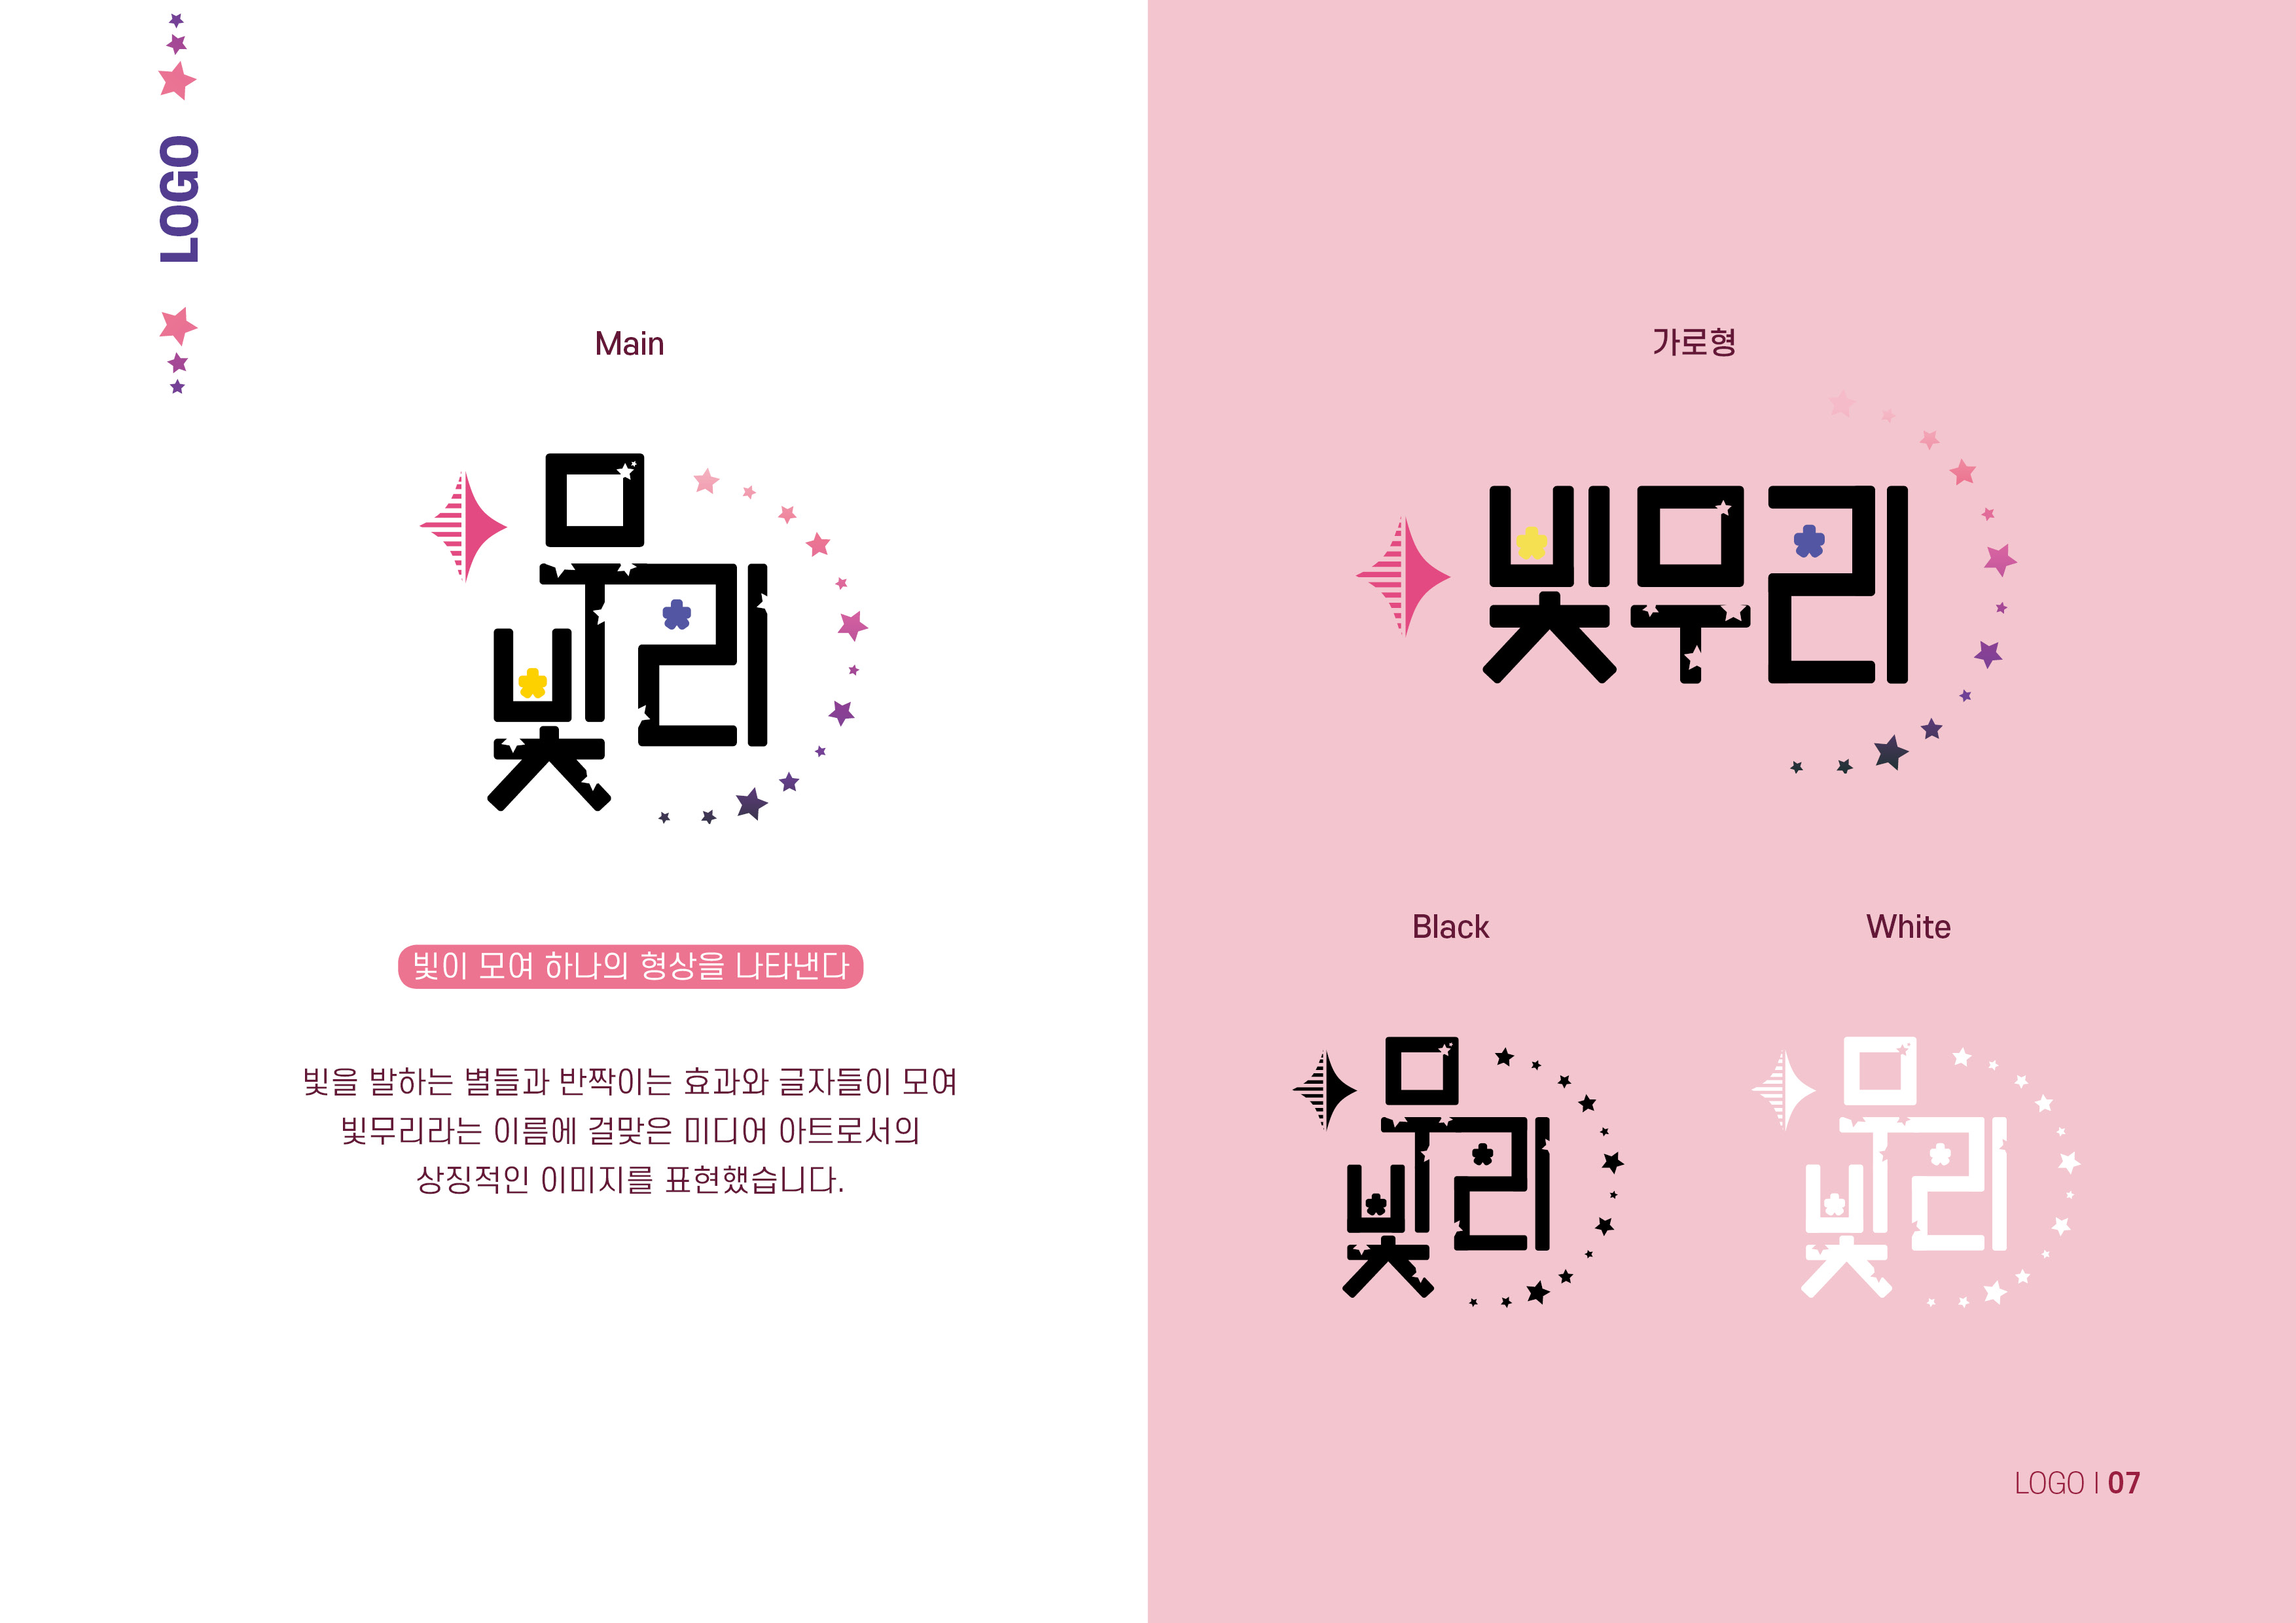 LOGO
Main
빛무리
빛이 모여 하나의 형상을 나타낸다
빛을 발하는 별들과 반짝이는 효과와 글자들이 모여
빛무리라는 이름에 걸맞은 미디어 아트로서의
상징적인 이미지를 표현했습니다.
가로형
빛무리
Black
White
빛무리
빛무리
LOGO | 07